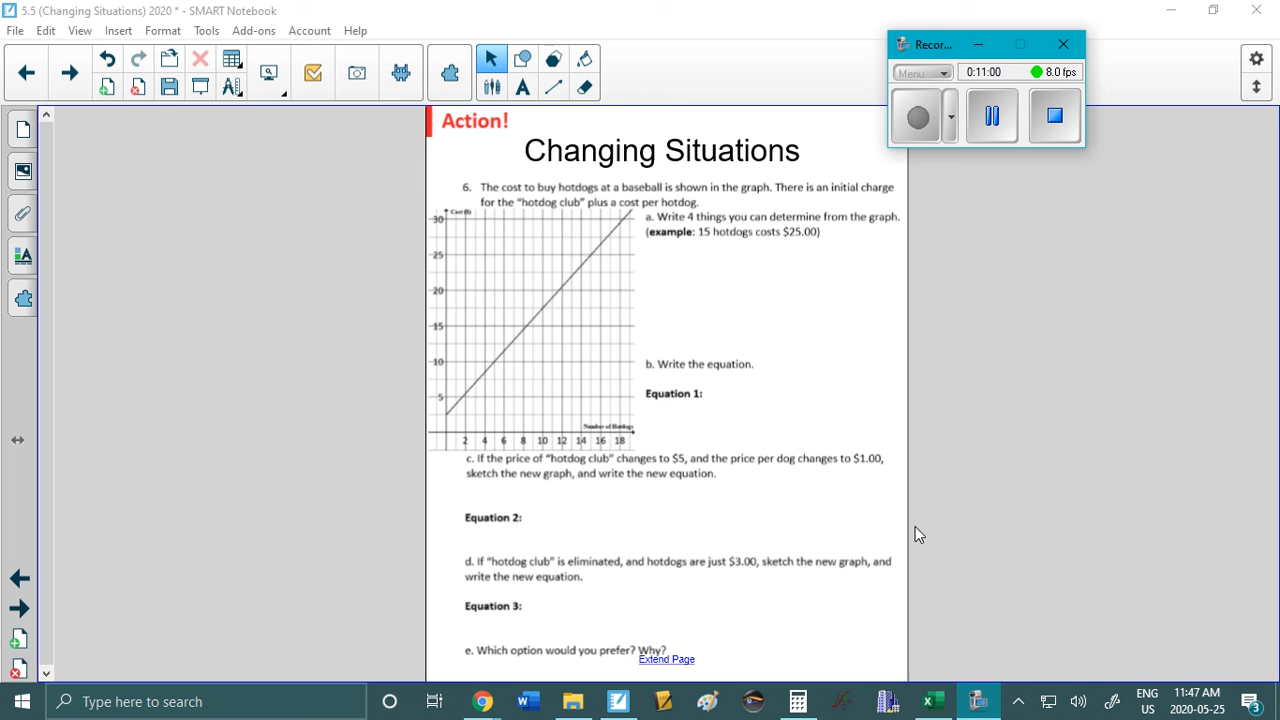 5.5 (Changing Situations) 2020 * - SMART Notebook
File Edit View Insert Format Tools Add-ons Account Help
Recor...
Menu 0:11:00 8.0 fps
Action!
Changing Situations
6. The cost to buy hotdogs at a baseball is shown in the graph. There is an initial charge
for the "hotdog club" plus a cost per hotdog.
Cost ($)
30
25
20
15
10
5
Number of Hotdogs
2 4 6 8 10 12 14 16 18
a. Write 4 things you can determine from the graph.
(example: 15 hotdogs costs $25.00)
b. Write the equation.
Equation 1:
c. If the price of "hotdog club" changes to $5, and the price per dog changes to $1.00,
sketch the new graph, and write the new equation.
Equation 2:
d. If "hotdog club" is eliminated, and hotdogs are just $3.00, sketch the new graph, and
write the new equation.
Equation 3:
e. Which option would you prefer? Why?
Extend Page
Type here to search
ENG
IN
11:47 AM
2020-05-25
3